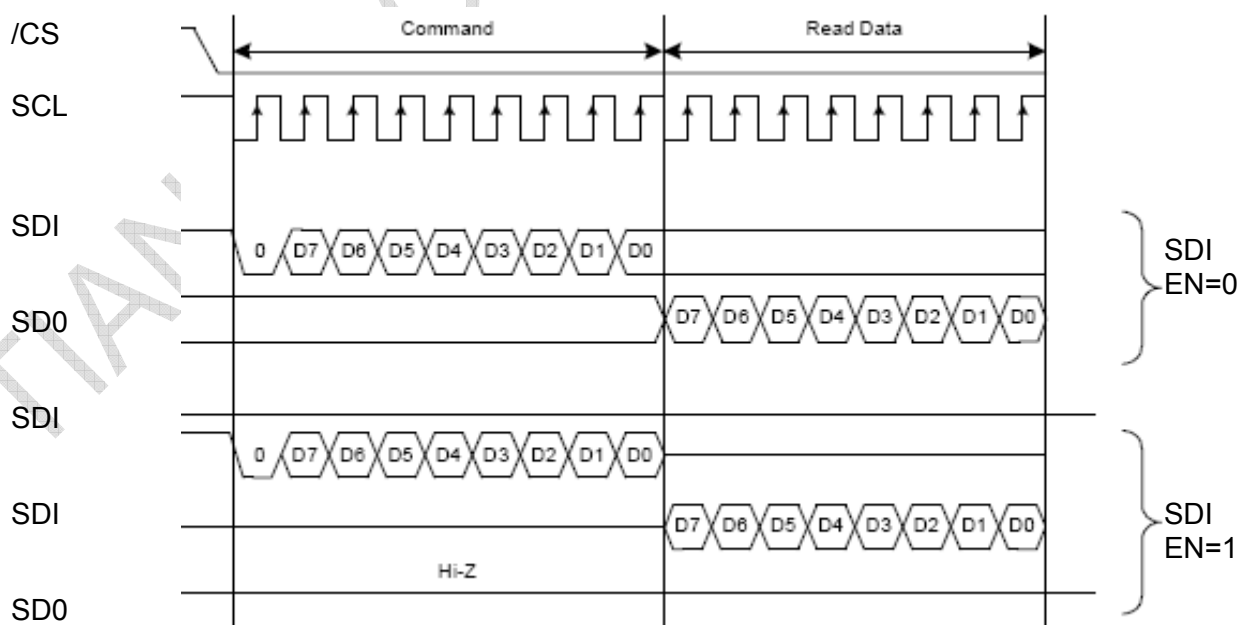 /CS
Command
Read Data
SCL
SDI
0 D7 D6 D5 D4 D3 D2 D1 D0
SDI
EN=0
SD0
D7 D6 D5 D4 D3 D2 D1 D0
SDI
0 D7 D6 D5 D4 D3 D2 D1 D0
SDI
D7 D6 D5 D4 D3 D2 D1 D0
SDI
EN=1
Hi-Z
SD0